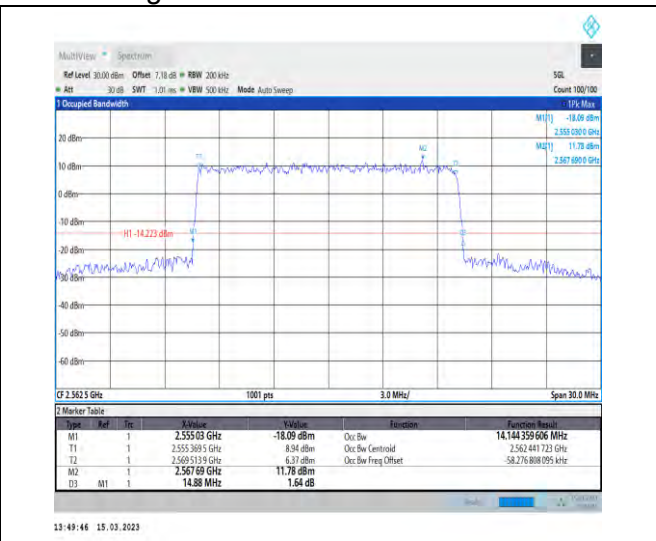 MultiView Spectrum
Ref Level 30.00 dBm Offset 7.18 dB RBW 200 kHz SGL
Att 30 dB SWT 1.01 ms VBW 500 kHz Mode Auto Sweep Count 100/100
1 Occupied Bandwidth 1Pk Max
M1[1] -18.09 dBm
2.555 030 0 GHz
M2[1] 11.78 dBm
2.567 690 0 GHz
20 dBm
M2
T1
T2
10 dBm
0 dBm
-10 dBm
H1 -14.223 dBm
M1
D3
-20 dBm
-30 dBm
-40 dBm
-50 dBm
-60 dBm
CF 2.562 5 GHz 1001 pts 3.0 MHz/ Span 30.0 MHz
2 Marker Table
Type Ref Trc X-Value Y-Value Function Function Result
M1 1 2.555 03 GHz -18.09 dBm Occ Bw 14.144 359 606 MHz
T1 1 2.555 369 5 GHz 8.94 dBm Occ Bw Centroid 2.562 441 723 GHz
T2 1 2.569 513 9 GHz 6.37 dBm Occ Bw Freq Offset -58.276 808 095 kHz
M2 1 2.567 69 GHz 11.78 dBm
D3 M1 1 14.88 MHz 1.64 dB
13:49:46 15.03.2023